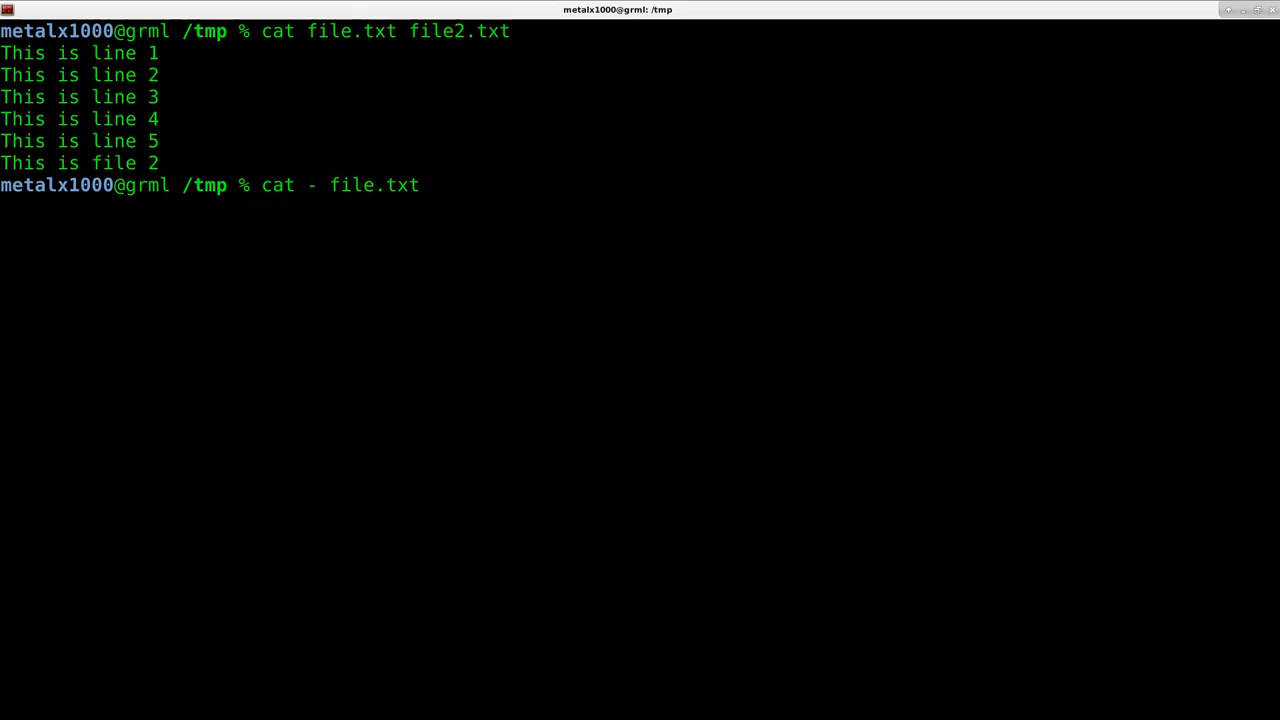 metalx1000@grml: /tmp
metalx1000@grml /tmp % cat file.txt file2.txt
This is line 1
This is line 2
This is line 3
This is line 4
This is line 5
This is file 2
metalx1000@grml /tmp % cat - file.txt